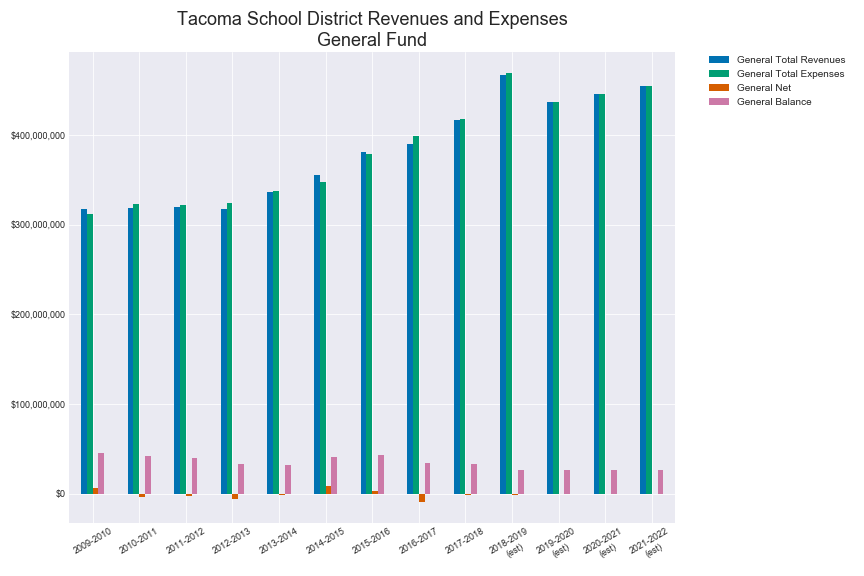 Tacoma School District Revenues and Expenses
General Fund
General Total Revenues
General Total Expenses
General Net
General Balance
$400,000,000
$300,000,000
$200,000,000
$100,000,000
$0
2009-2010
2010-2011
2011-2012
2012-2013
2013-2014
2014-2015
2015-2016
2016-2017
2017-2018
2018-2019
(est)
2019-2020
(est)
2020-2021
(est)
2021-2022
(est)